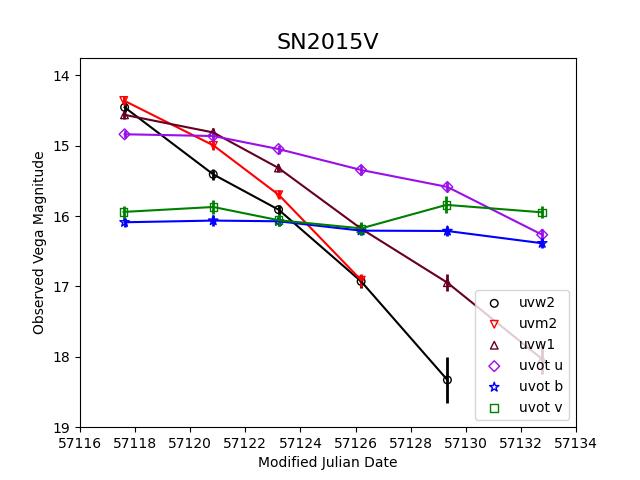 SN2015V
14
15
16
17
18
19
Observed Vega Magnitude
uvw2
uvm2
uvw1
uvot u
uvot b
uvot v
57116 57118 57120 57122 57124 57126 57128 57130 57132 57134
Modified Julian Date